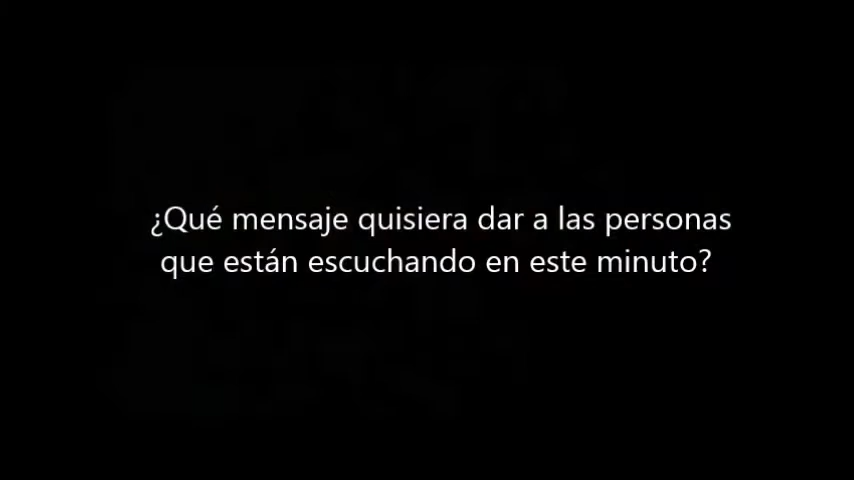 ¿Qué mensaje quisiera dar a las personas
que están escuchando en este minuto?